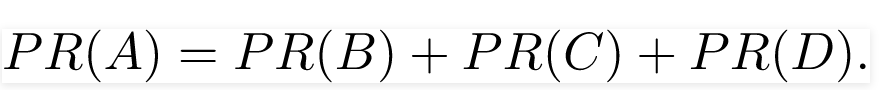 PR(A) = PR(B) + PR(C) + PR(D).